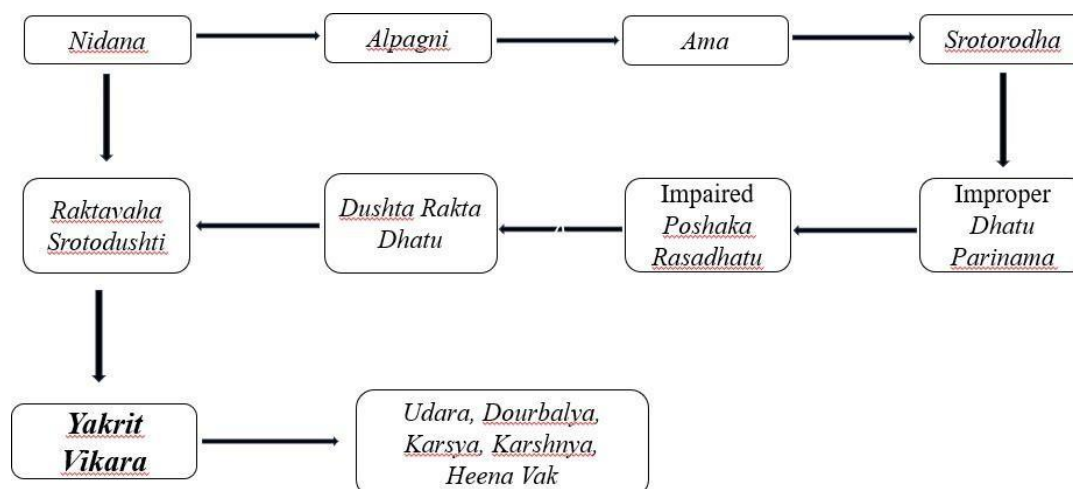 Nidana
Alpagni
Ama
Srotorodha
Raktavaha
Srotodushti
Dushta Rakta
Dhatu
Impaired
Poshaka
Rasadhatu
Improper
Dhatu
Parinama
Yakrit
Vikara
Udara, Dourbalya,
Karsya, Karshnya,
Heena Vak